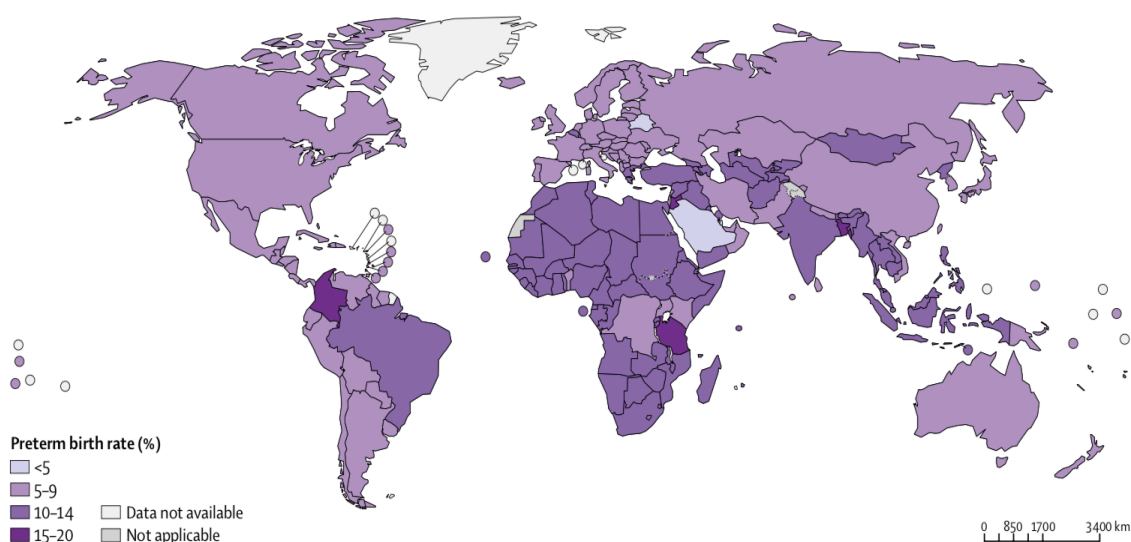 Preterm birth rate (%)
<5
5–9
10–14 Data not available
15–20 Not applicable
0 850 1700 3400 km